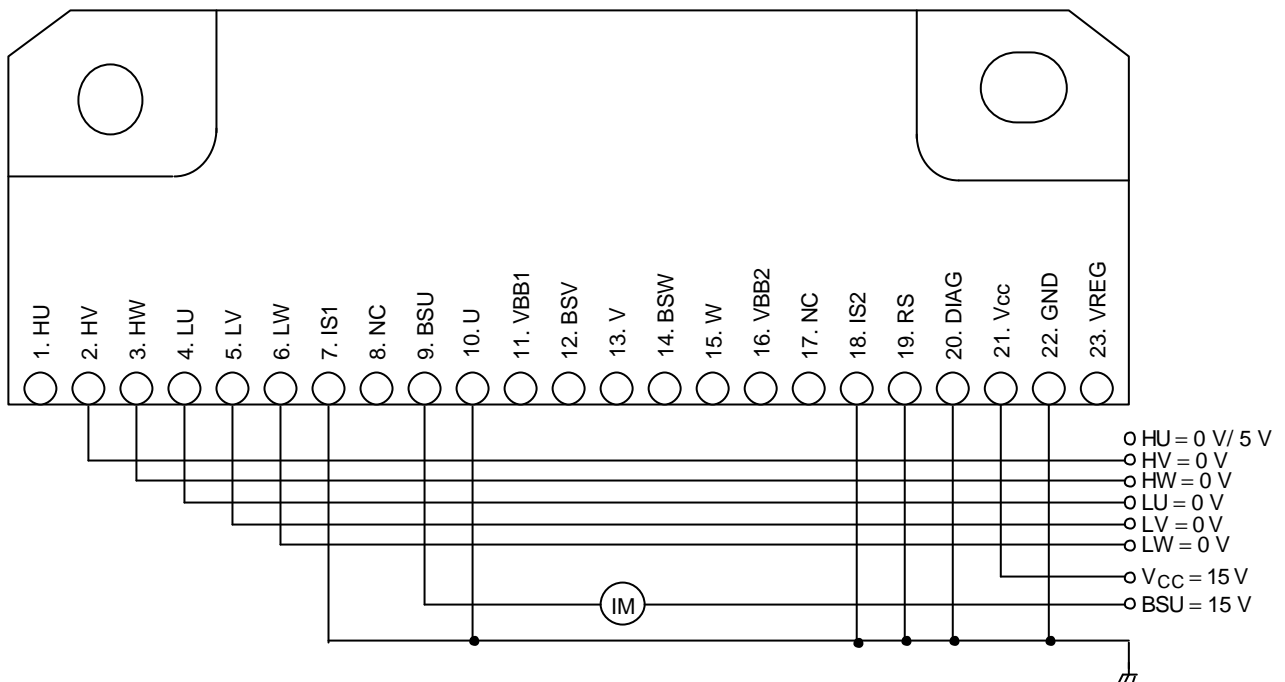 1. HU
2. HV
3. HW
4. LU
5. LV
6. LW
7. IS1
8. NC
9. BSU
10. U
11. VBB1
12. BSV
13. V
14. BSW
15. W
16. VBB2
17. NC
18. IS2
19. RS
20. DIAG
21. Vcc
22. GND
23. VREG
HU = 0 V/ 5 V
HV = 0 V
HW = 0 V
LU = 0 V
LV = 0 V
LW = 0 V
VCC = 15 V
IM
BSU = 15 V